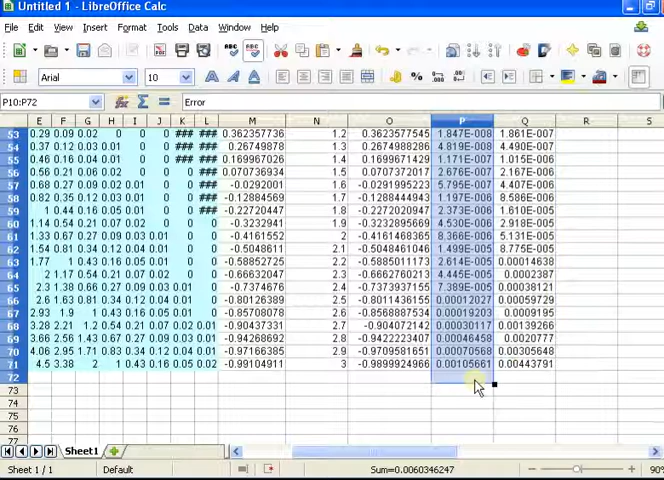 Untitled 1 - LibreOffice Calc
File Edit View Insert Format Tools Data Window Help
Arial 10
P10:P72 Error
E F G H I J K L M N O P Q R S
53 0.29 0.09 0.02 0 0 0 ### ### 0.362357736 1.2 0.3623577545 1.847E-008 1.861E-007
54 0.37 0.12 0.03 0.01 0 0 ### ### 0.26749878 1.3 0.2674988286 4.819E-008 4.490E-007
55 0.46 0.16 0.04 0.01 0 0 ### ### 0.169967026 1.4 0.1699671429 1.171E-007 1.015E-006
56 0.56 0.21 0.06 0.02 0 0 0 ### 0.070736934 1.5 0.0707372017 2.676E-007 2.167E-006
57 0.68 0.27 0.09 0.03 0.01 0 0 ### -0.0292001 1.6 -0.0291995223 5.795E-007 4.407E-006
58 0.82 0.35 0.12 0.03 0.01 0 0 ### -0.12884569 1.7 -0.1288444943 1.197E-006 8.586E-006
59 1 0.44 0.16 0.05 0.01 0 0 ### -0.22720447 1.8 -0.2272020947 2.373E-006 1.610E-005
60 1.14 0.54 0.21 0.07 0.02 0 0 0 -0.3232941 1.9 -0.3232895669 4.530E-006 2.918E-005
61 1.33 0.67 0.27 0.09 0.03 0.01 0 0 -0.4161552 2 -0.4161468365 8.366E-006 5.131E-005
62 1.54 0.81 0.34 0.12 0.04 0.01 0 0 -0.5048611 2.1 -0.5048461046 1.499E-005 8.775E-005
63 1.77 1 0.43 0.16 0.05 0.01 0 0 -0.58852725 2.2 -0.5885011173 2.614E-005 0.00014638
64 2 1.17 0.54 0.21 0.07 0.02 0 0 -0.66632047 2.3 -0.6662760213 4.445E-005 0.0002387
65 2.3 1.38 0.65 0.27 0.09 0.03 0.01 0 -0.7374676 2.4 -0.7373937155 7.389E-005 0.00038121
66 2.6 1.63 0.81 0.34 0.12 0.04 0.01 0 -0.80126389 2.5 -0.8011436155 0.00012027 0.00059729
67 2.93 1.9 1 0.43 0.16 0.05 0.01 0 -0.85708078 2.6 -0.8568887534 0.00019203 0.0009195
68 3.28 2.21 1.2 0.54 0.21 0.07 0.02 0.01 -0.90437331 2.7 -0.904072142 0.00030117 0.00139266
69 3.66 2.56 1.43 0.67 0.27 0.09 0.03 0.01 -0.94268692 2.8 -0.9422223407 0.00046458 0.0020777
70 4.06 2.95 1.71 0.83 0.34 0.12 0.04 0.01 -0.97166385 2.9 -0.9709581651 0.00070568 0.00305648
71 4.5 3.38 2 1 0.43 0.16 0.05 0.02 -0.99104911 3 -0.9899924966 0.00105661 0.00443791
72
73
74
75
76
77
Sheet1
Sheet 1 / 1 Default Sum=0.0060346247 90%